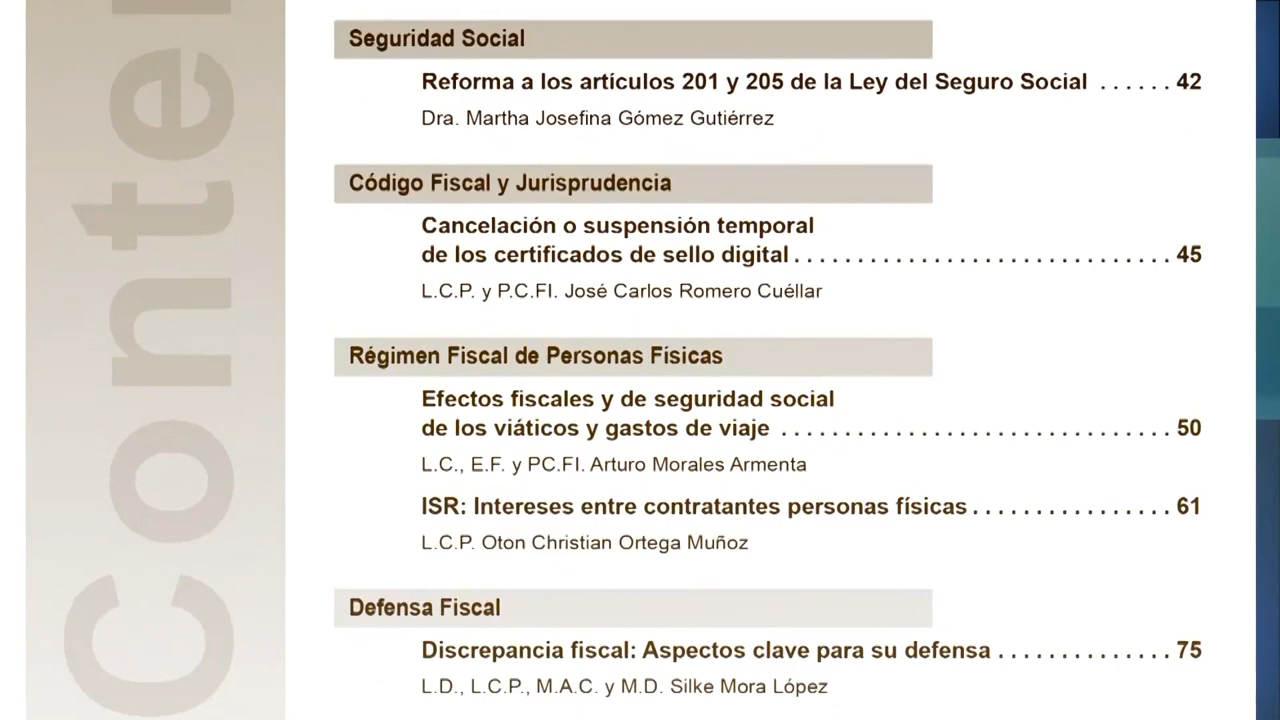 Conte
Seguridad Social
Reforma a los artículos 201 y 205 de la Ley del Seguro Social ...... 42
Dra. Martha Josefina Gómez Gutiérrez
Código Fiscal y Jurisprudencia
Cancelación o suspensión temporal
de los certificados de sello digital .............................. 45
L.C.P. y P.C.FI. José Carlos Romero Cuéllar
Régimen Fiscal de Personas Físicas
Efectos fiscales y de seguridad social
de los viáticos y gastos de viaje ............................... 50
L.C., E.F. y PC.FI. Arturo Morales Armenta
ISR: Intereses entre contratantes personas físicas ................ 61
L.C.P. Oton Christian Ortega Muñoz
Defensa Fiscal
Discrepancia fiscal: Aspectos clave para su defensa .............. 75
L.D., L.C.P., M.A.C. y M.D. Silke Mora López